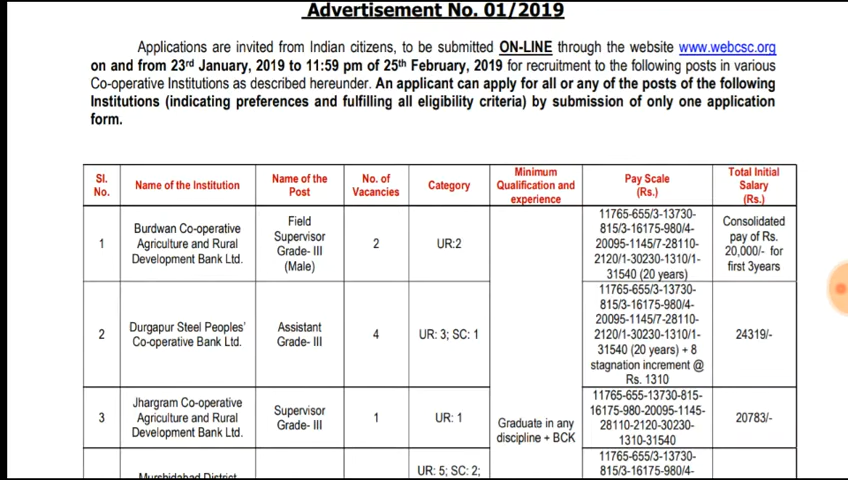 Advertisement No. 01/2019
Applications are invited from Indian citizens, to be submitted ON-LINE through the website www.webcsc.org
on and from 23rd January, 2019 to 11:59 pm of 25th February, 2019 for recruitment to the following posts in various
Co-operative Institutions as described hereunder. An applicant can apply for all or any of the posts of the following
Institutions (indicating preferences and fulfilling all eligibility criteria) by submission of only one application
form.
Sl. No. Name of the Institution Name of the Post No. of Vacancies Category Minimum Qualification and experience Pay Scale (Rs.) Total Initial Salary (Rs.)
1
Burdwan Co-operative
Agriculture and Rural
Development Bank Ltd.
Field
Supervisor
Grade- III
(Male)
2
UR:2
11765-655/3-13730-
815/3-16175-980/4-
20095-1145/7-28110-
2120/1-30230-1310/1-
31540 (20 years)
Consolidated
pay of Rs.
20,000/- for
first 3years
2
Durgapur Steel Peoples'
Co-operative Bank Ltd.
Assistant
Grade- III
4
UR: 3; SC: 1
11765-655/3-13730-
815/3-16175-980/4-
20095-1145/7-28110-
2120/1-30230-1310/1-
31540 (20 years) + 8
stagnation increment @
Rs. 1310
24319/-
3
Jhargram Co-operative
Agriculture and Rural
Development Bank Ltd.
Supervisor
Grade- III
1
UR: 1
Graduate in any
discipline + BCK
11765-655-13730-815-
16175-980-20095-1145-
28110-2120-30230-
1310-31540
20783/-
Murshidabad District
UR: 5; SC: 2;
11765-655/3-13730-
815/3-16175-980/4-